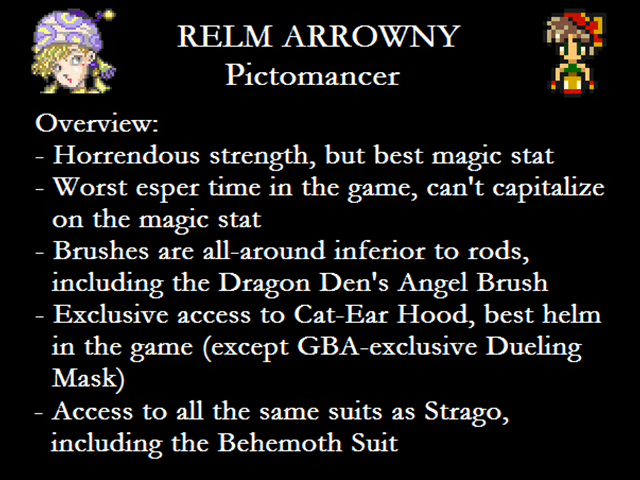 RELM ARROWNY
Pictomancer
Overview:
- Horrendous strength, but best magic stat
- Worst esper time in the game, can't capitalize
on the magic stat
- Brushes are all-around inferior to rods,
including the Dragon Den's Angel Brush
- Exclusive access to Cat-Ear Hood, best helm
in the game (except GBA-exclusive Dueling
Mask)
- Access to all the same suits as Strago,
including the Behemoth Suit